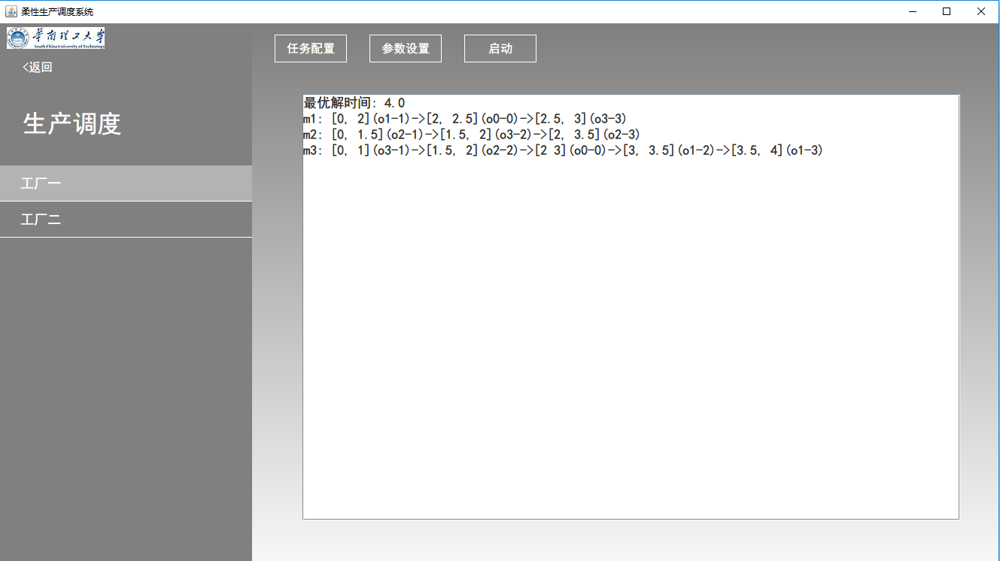 柔性生产调度系统
华南理工大学
South China University of Technology
<返回
生产调度
工厂一
工厂二
任务配置
参数设置
启动
最优解时间: 4.0
m1: [0, 2](o1-1)->[2, 2.5](o0-0)->[2.5, 3](o3-3)
m2: [0, 1.5](o2-1)->[1.5, 2](o3-2)->[2, 3.5](o2-3)
m3: [0, 1](o3-1)->[1.5, 2](o2-2)->[2 3](o0-0)->[3, 3.5](o1-2)->[3.5, 4](o1-3)